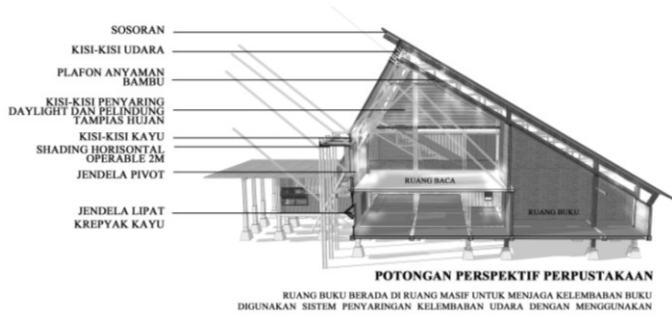 SOSORAN
KISI-KISI UDARA
PLAFON ANYAMAN
BAMBU
KISI-KISI PENYARING
DAYLIGHT DAN PELINDUNG
TAMPIAS HUJAN
KISI-KISI KAYU
SHADING HORISONTAL
OPERABLE 2M
JENDELA PIVOT
JENDELA LIPAT
KREPYAK KAYU
RUANG BACA
RUANG BUKU
POTONGAN PERSPEKTIF PERPUSTAKAAN
RUANG BUKU BERADA DI RUANG MASIF UNTUK MENJAGA KELEMBABAN BUKU
DIGUNAKAN SISTEM PENYARINGAN KELEMBABAN UDARA DENGAN MENGGUNAKAN